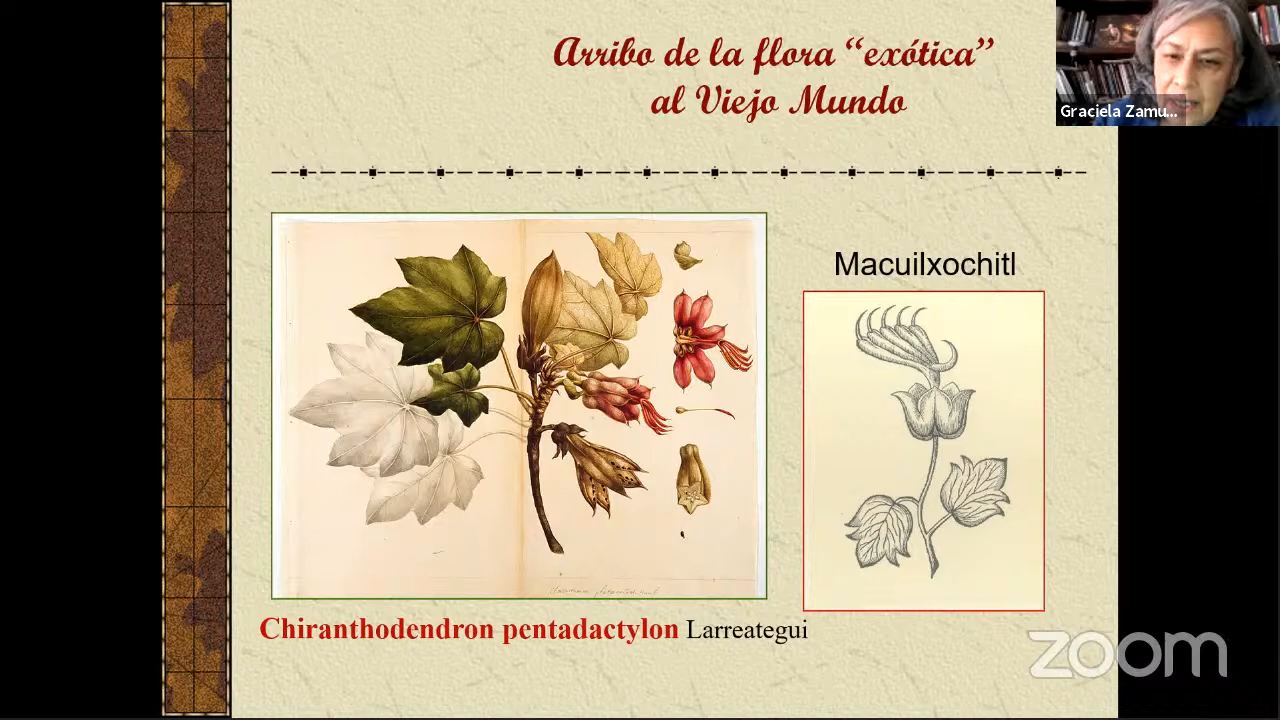 Arribo de la flora “exótica”
al Viejo Mundo
Graciela Zamu...
Macuilxochitl
Chiranthodendron pentadactylon Larreategui
zoom